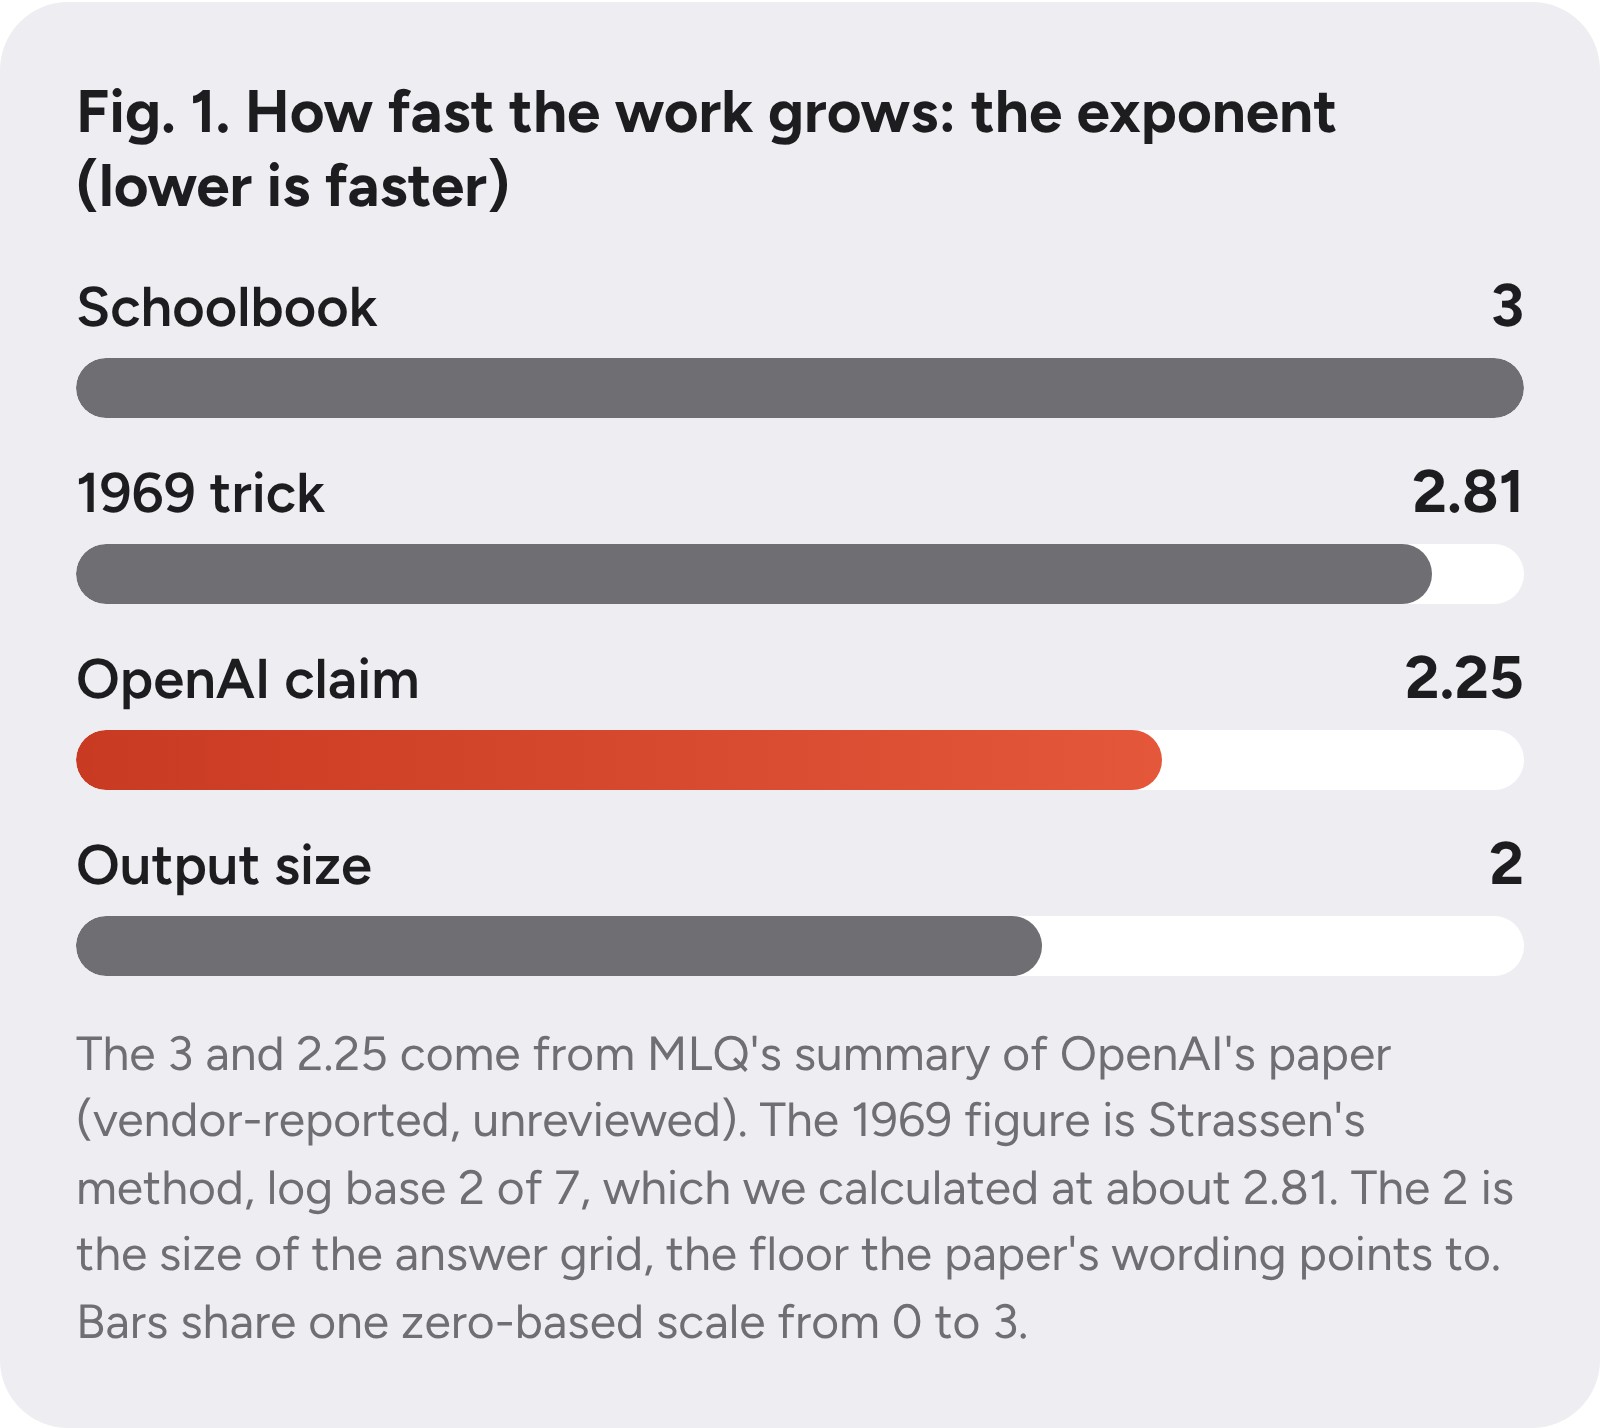 Fig. 1. How fast the work grows: the exponent
(lower is faster)
Schoolbook 3
1969 trick 2.81
OpenAI claim 2.25
Output size 2
The 3 and 2.25 come from MLQ's summary of OpenAI's paper
(vendor-reported, unreviewed). The 1969 figure is Strassen's
method, log base 2 of 7, which we calculated at about 2.81. The 2 is
the size of the answer grid, the floor the paper's wording points to.
Bars share one zero-based scale from 0 to 3.